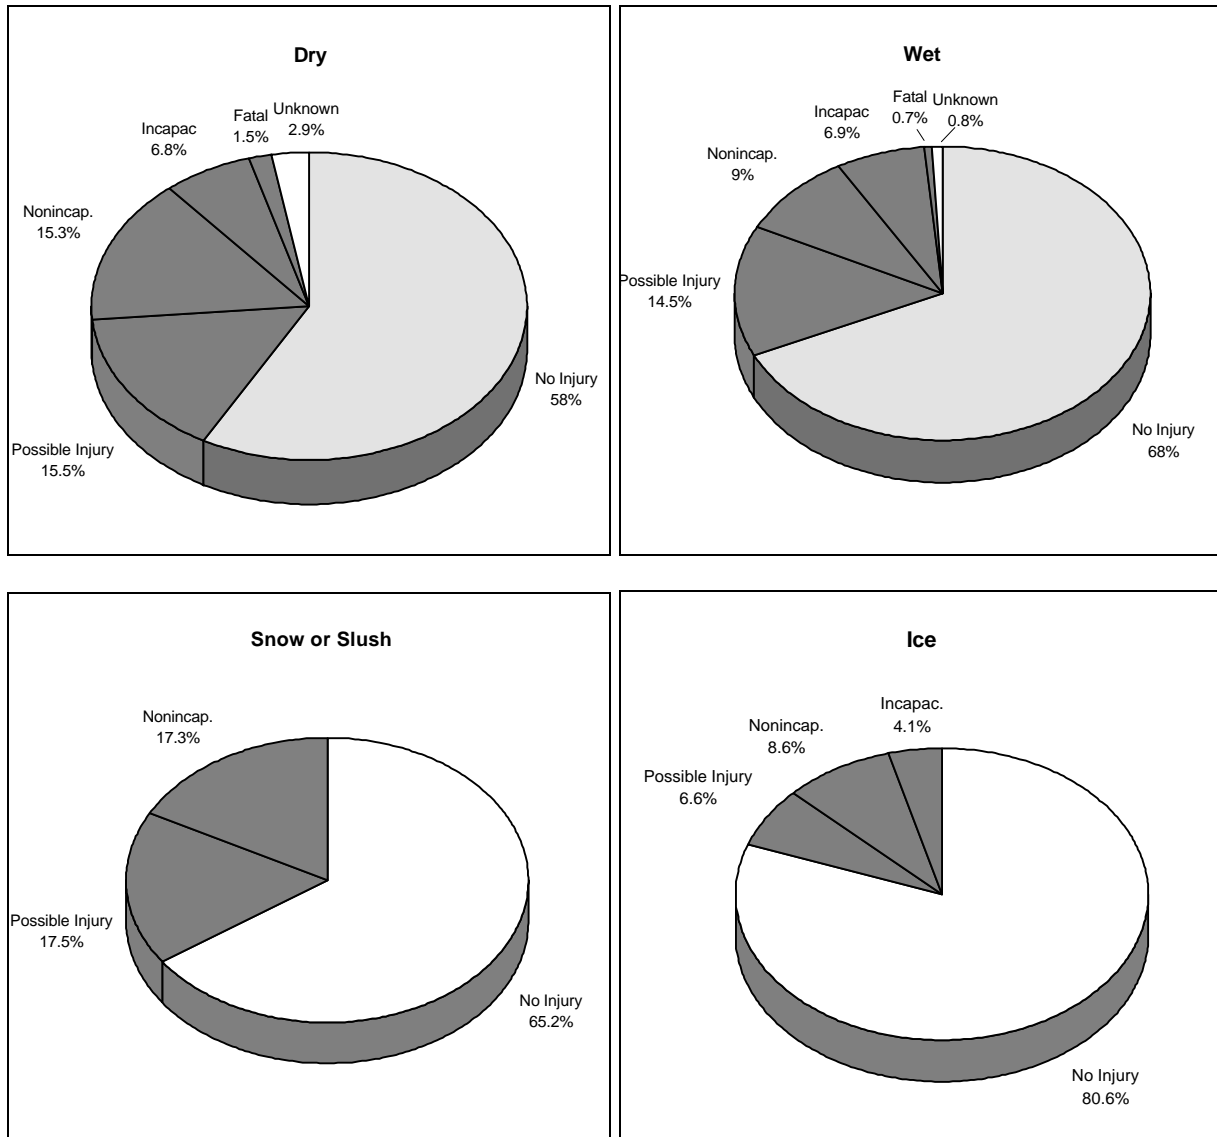 Dry
Unknown
2.9%
Fatal
1.5%
Incapac
6.8%
Nonincap.
15.3%
Possible Injury
15.5%
No Injury
58%
Wet
Fatal
0.7%
Unknown
0.8%
Incapac
6.9%
Nonincap.
9%
Possible Injury
14.5%
No Injury
68%
Snow or Slush
Nonincap.
17.3%
Possible Injury
17.5%
No Injury
65.2%
Ice
Incapac.
4.1%
Nonincap.
8.6%
Possible Injury
6.6%
No Injury
80.6%